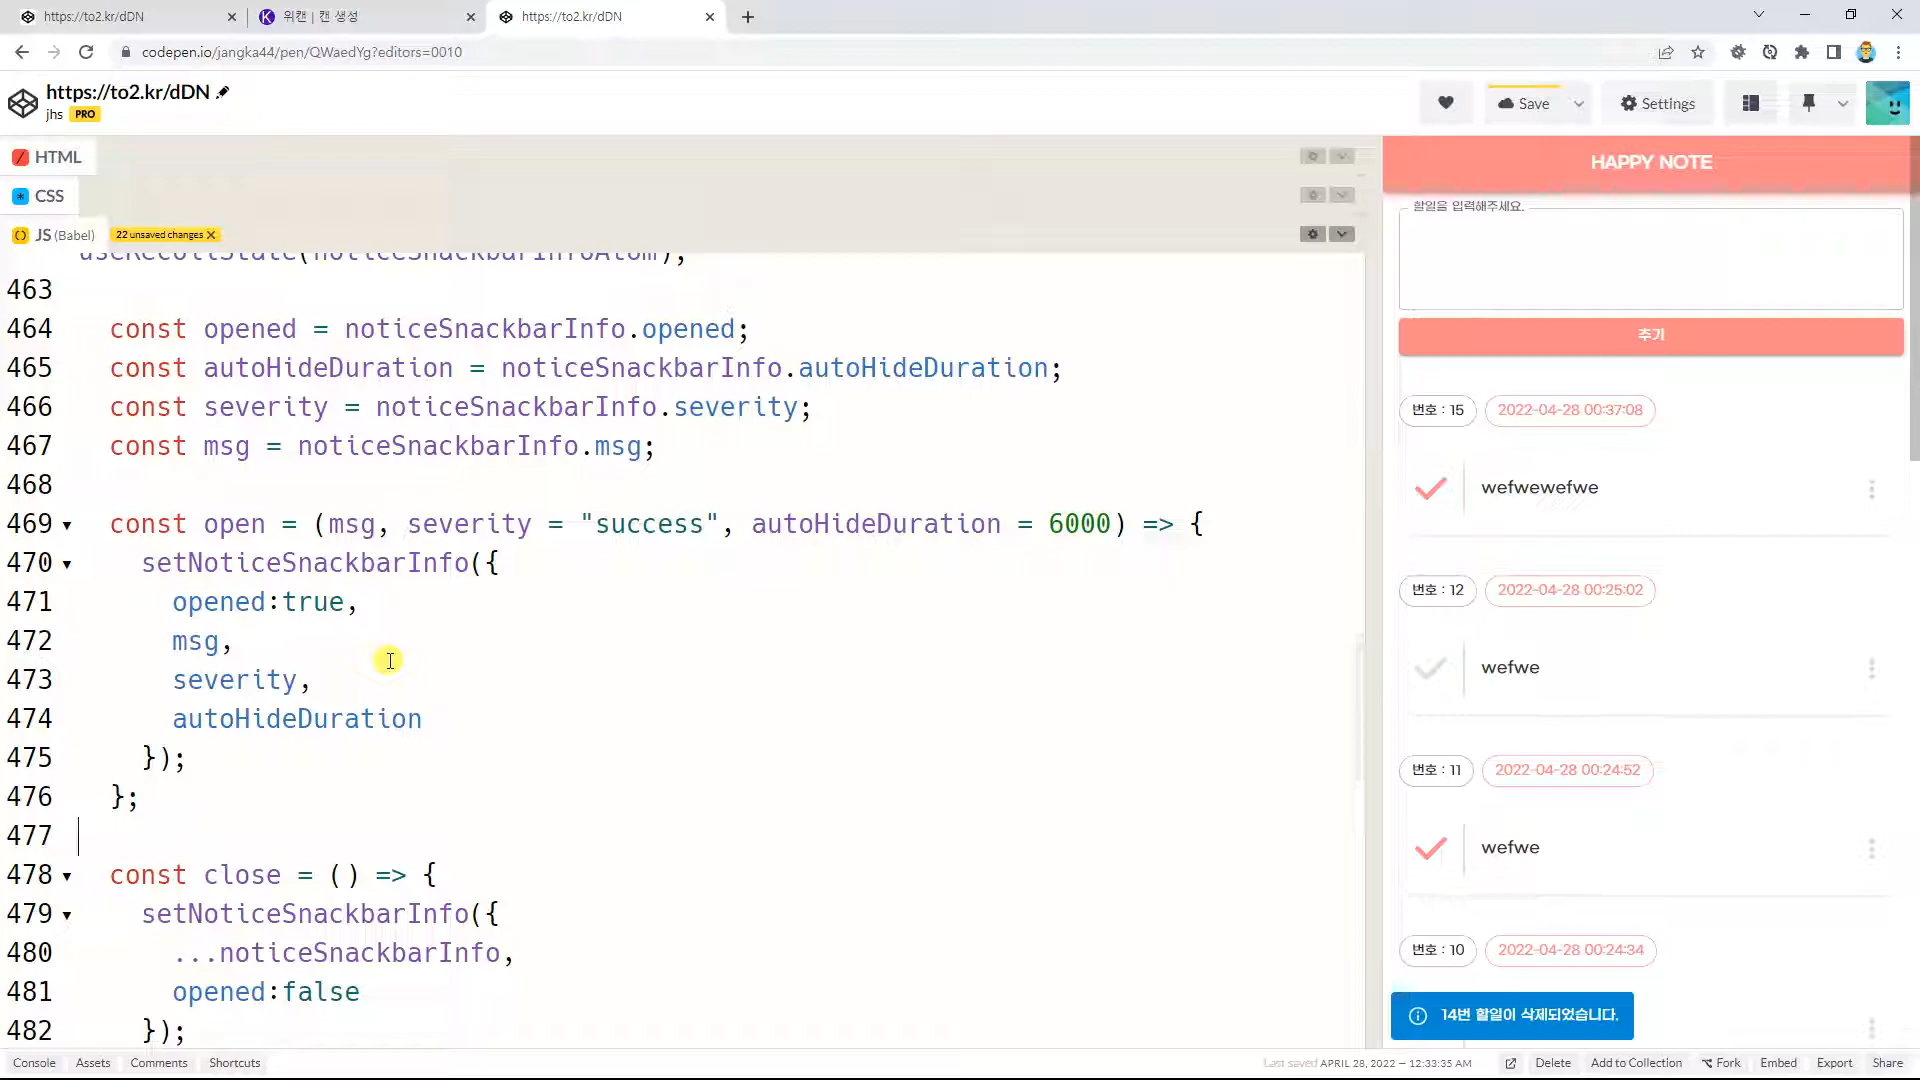 https://to2.kr/dDN
위캔 | 캔 생성
https://to2.kr/dDN
codepen.io/jangka44/pen/QWaedYg?editors=0010
https://to2.kr/dDN
jhs PRO
Save
Settings
HTML
CSS
JS (Babel)
22 unsaved changes
useRecoilState(noticeSnackbarInfoAtom);
463
464 const opened = noticeSnackbarInfo.opened;
465 const autoHideDuration = noticeSnackbarInfo.autoHideDuration;
466 const severity = noticeSnackbarInfo.severity;
467 const msg = noticeSnackbarInfo.msg;
468
469 const open = (msg, severity = "success", autoHideDuration = 6000) => {
470 setNoticeSnackbarInfo({
471 opened:true,
472 msg,
473 severity,
474 autoHideDuration
475 });
476 };
477
478 const close = () => {
479 setNoticeSnackbarInfo({
480 ...noticeSnackbarInfo,
481 opened:false
482 });
HAPPY NOTE
할일을 입력해주세요.
추가
번호 : 15 2022-04-28 00:37:08
wefwewefwe
번호 : 12 2022-04-28 00:25:02
wefwe
번호 : 11 2022-04-28 00:24:52
wefwe
번호 : 10 2022-04-28 00:24:34
14번 할일이 삭제되었습니다.
Console Assets Comments Shortcuts
Last saved APRIL 28, 2022 — 12:33:35 AM
Delete Add to Collection Fork Embed Export Share